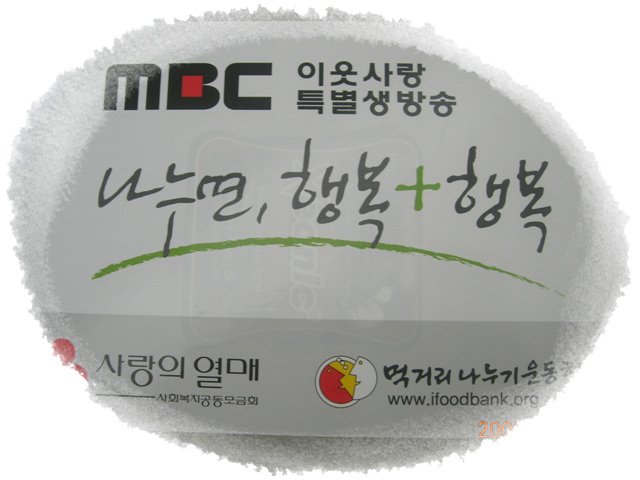 MBC 이웃사랑
특별생방송
나누면, 행복+행복
사랑의 열매
사회복지공동모금회
먹거리 나누기 운동
www.ifoodbank.org